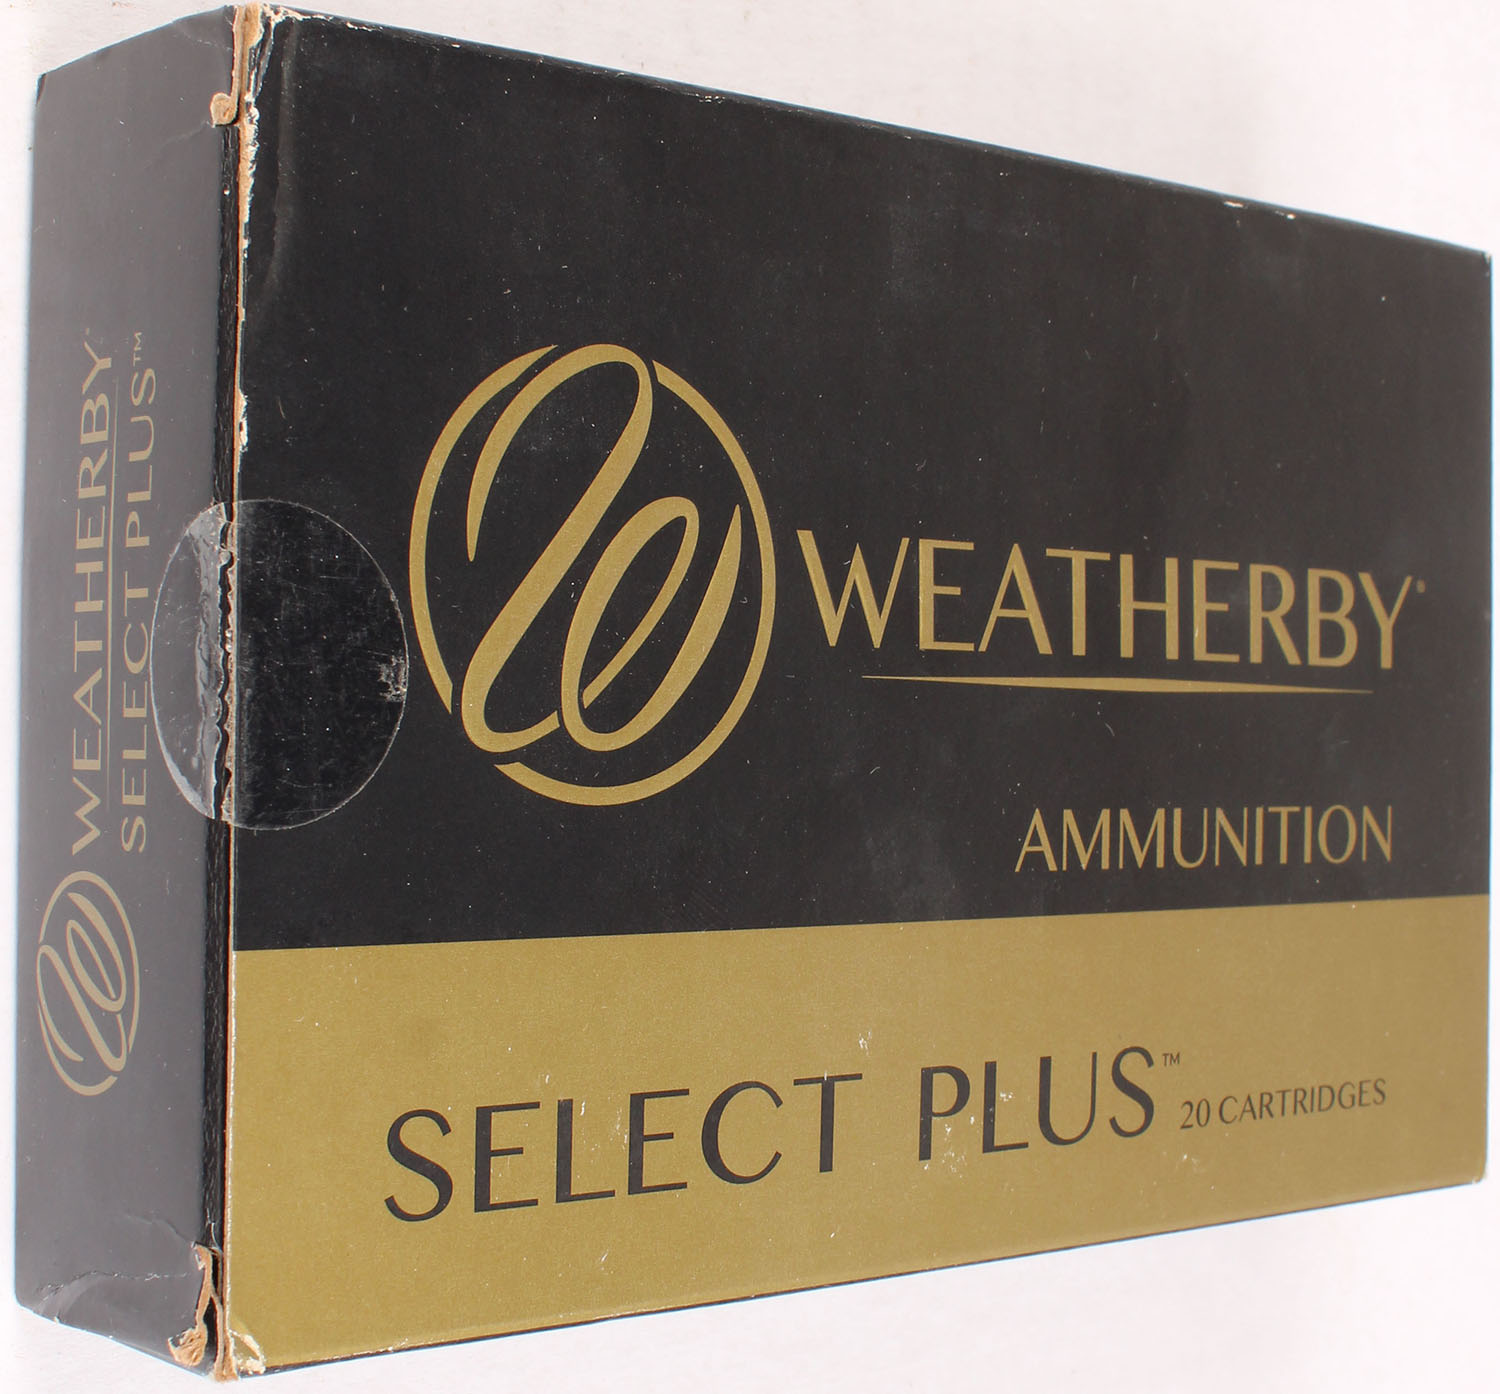 WEATHERBY®
SELECT PLUS™
WEATHERBY®
AMMUNITION
SELECT PLUS™ 20 CARTRIDGES